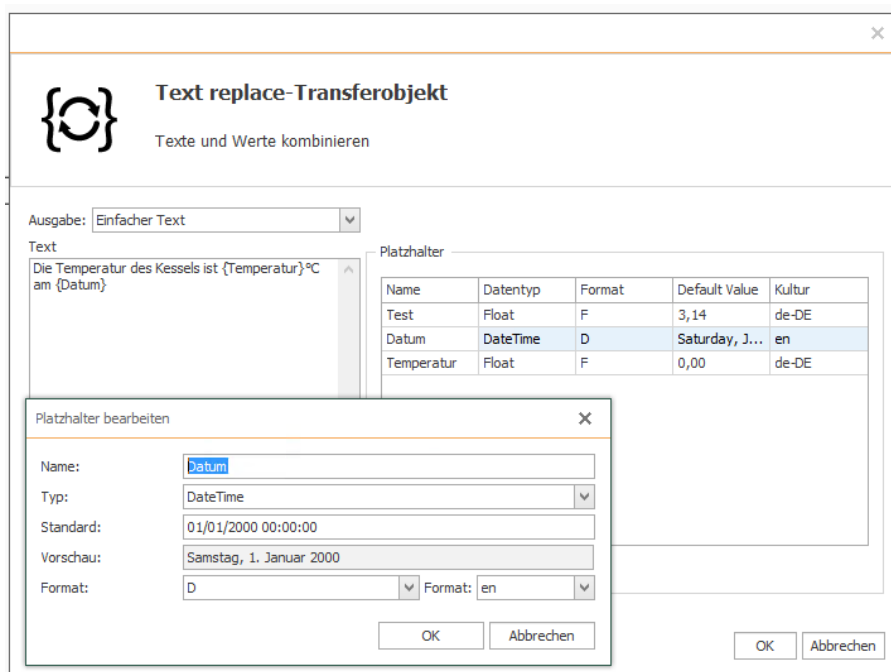 Text replace-Transferobjekt
Texte und Werte kombinieren
Ausgabe: Einfacher Text
Text
Die Temperatur des Kessels ist {Temperatur}°C
am {Datum}
Platzhalter
Name Datentyp Format Default Value Kultur
Test Float F 3,14 de-DE
Datum DateTime D Saturday, J... en
Temperatur Float F 0,00 de-DE
Platzhalter bearbeiten
Name: Datum
Typ: DateTime
Standard: 01/01/2000 00:00:00
Vorschau: Samstag, 1. Januar 2000
Format: D Format: en
OK Abbrechen
OK Abbrechen